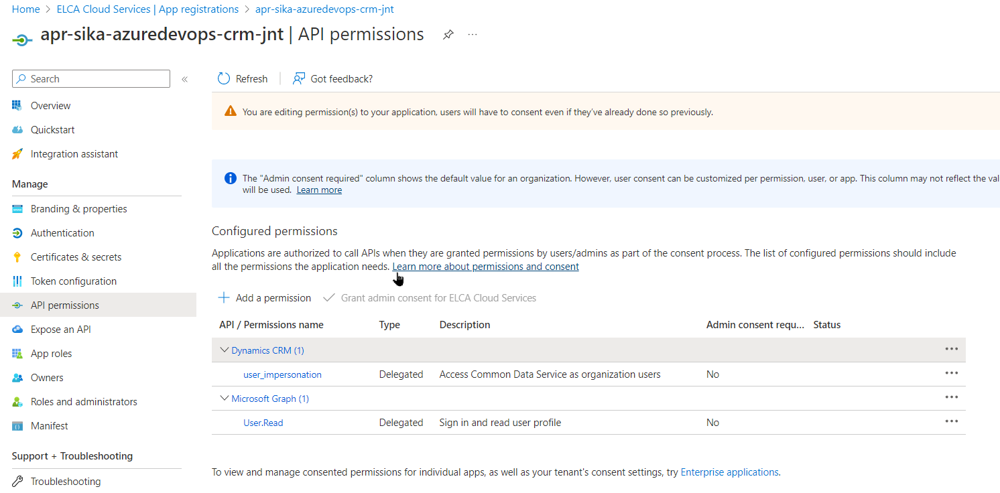 Home > ELCA Cloud Services | App registrations > apr-sika-azuredevops-crm-jnt
apr-sika-azuredevops-crm-jnt | API permissions
Search
Overview
Quickstart
Integration assistant
Manage
Branding & properties
Authentication
Certificates & secrets
Token configuration
API permissions
Expose an API
App roles
Owners
Roles and administrators
Manifest
Support + Troubleshooting
Troubleshooting
Refresh
Got feedback?
You are editing permission(s) to your application, users will have to consent even if they've already done so previously.
The "Admin consent required" column shows the default value for an organization. However, user consent can be customized per permission, user, or app. This column may not reflect the val
will be used. Learn more
Configured permissions
Applications are authorized to call APIs when they are granted permissions by users/admins as part of the consent process. The list of configured permissions should include
all the permissions the application needs. Learn more about permissions and consent
Add a permission Grant admin consent for ELCA Cloud Services
API / Permissions name Type Description Admin consent requ... Status
Dynamics CRM (1)
user_impersonation Delegated Access Common Data Service as organization users No
Microsoft Graph (1)
User.Read Delegated Sign in and read user profile No
To view and manage consented permissions for individual apps, as well as your tenant's consent settings, try Enterprise applications.